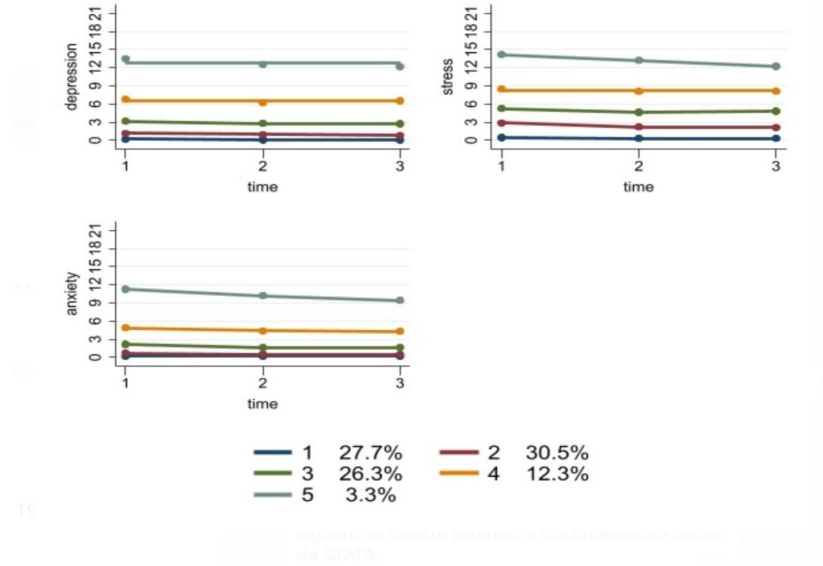 depression
0 3 6 9 12 15 18 21
1 2 3
time
stress
0 3 6 9 12 15 18 21
1 2 3
time
anxiety
0 3 6 9 12 15 18 21
1 2 3
time
1 27.7% 2 30.5%
3 26.3% 4 12.3%
5 3.3%
alguém se diverte fazendo a documentação oficial
do STATA